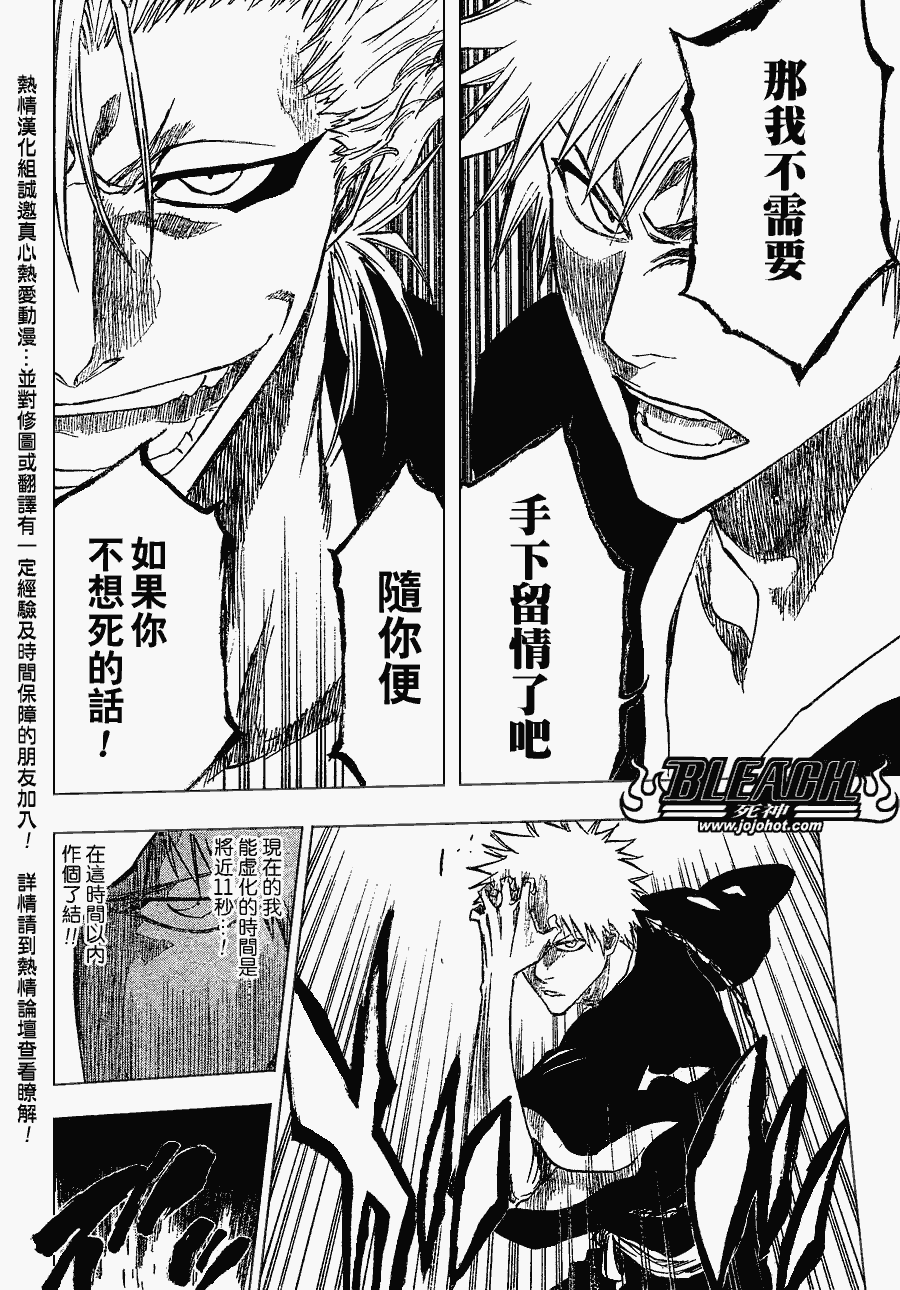 那我不需要
手下留情了吧
隨你便
如果你
不想死的話！
BLEACH
死神
www.jojohot.com
現在的我
能虛化的時間是…
將近11秒…！
在這時間以內
作個了結!!
熱情漢化組誠邀真心熱愛動漫…並對修圖或翻譯有一定經驗及時間保障的朋友加入！ 詳情請到熱情論壇查看瞭解！